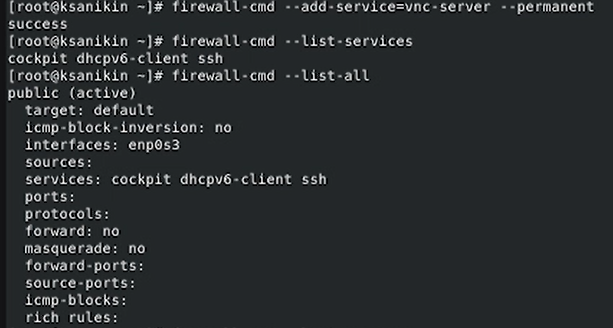 [root@ksanikin ~]# firewall-cmd --add-service=vnc-server --permanent
success
[root@ksanikin ~]# firewall-cmd --list-services
cockpit dhcpv6-client ssh
[root@ksanikin ~]# firewall-cmd --list-all
public (active)
  target: default
  icmp-block-inversion: no
  interfaces: enp0s3
  sources:
  services: cockpit dhcpv6-client ssh
  ports:
  protocols:
  forward: no
  masquerade: no
  forward-ports:
  source-ports:
  icmp-blocks:
  rich rules: